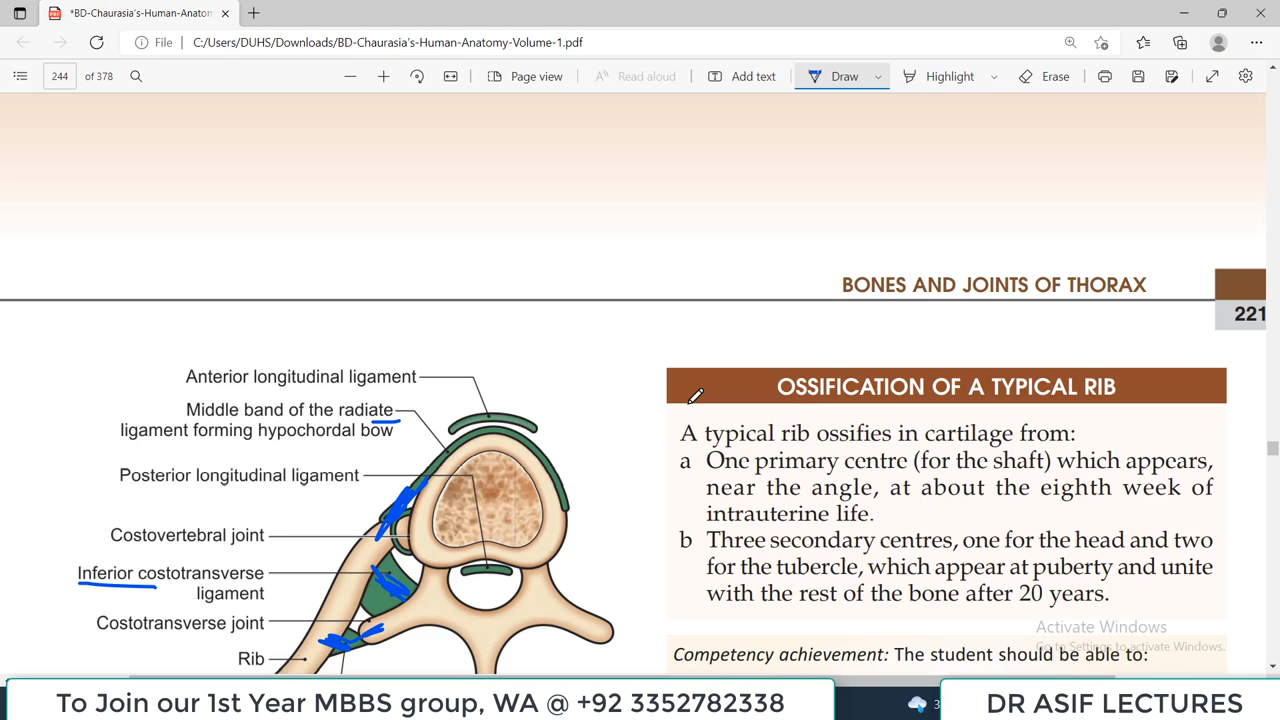 *BD-Chaurasia's-Human-Anatom
File
C:/Users/DUHS/Downloads/BD-Chaurasia's-Human-Anatomy-Volume-1.pdf
244
of 378
Page view
Read aloud
Add text
Draw
Highlight
Erase
BONES AND JOINTS OF THORAX
221
Anterior longitudinal ligament
Middle band of the radiate
ligament forming hypochordal bow
Posterior longitudinal ligament
Costovertebral joint
Inferior costotransverse
ligament
Costotransverse joint
Rib
OSSIFICATION OF A TYPICAL RIB
A typical rib ossifies in cartilage from:
a One primary centre (for the shaft) which appears,
near the angle, at about the eighth week of
intrauterine life.
b Three secondary centres, one for the head and two
for the tubercle, which appear at puberty and unite
with the rest of the bone after 20 years.
Activate Windows
Go to Settings to activate Windows.
Competency achievement: The student should be able to:
To Join our 1st Year MBBS group, WA @ +92 3352782338
3
DR ASIF LECTURES